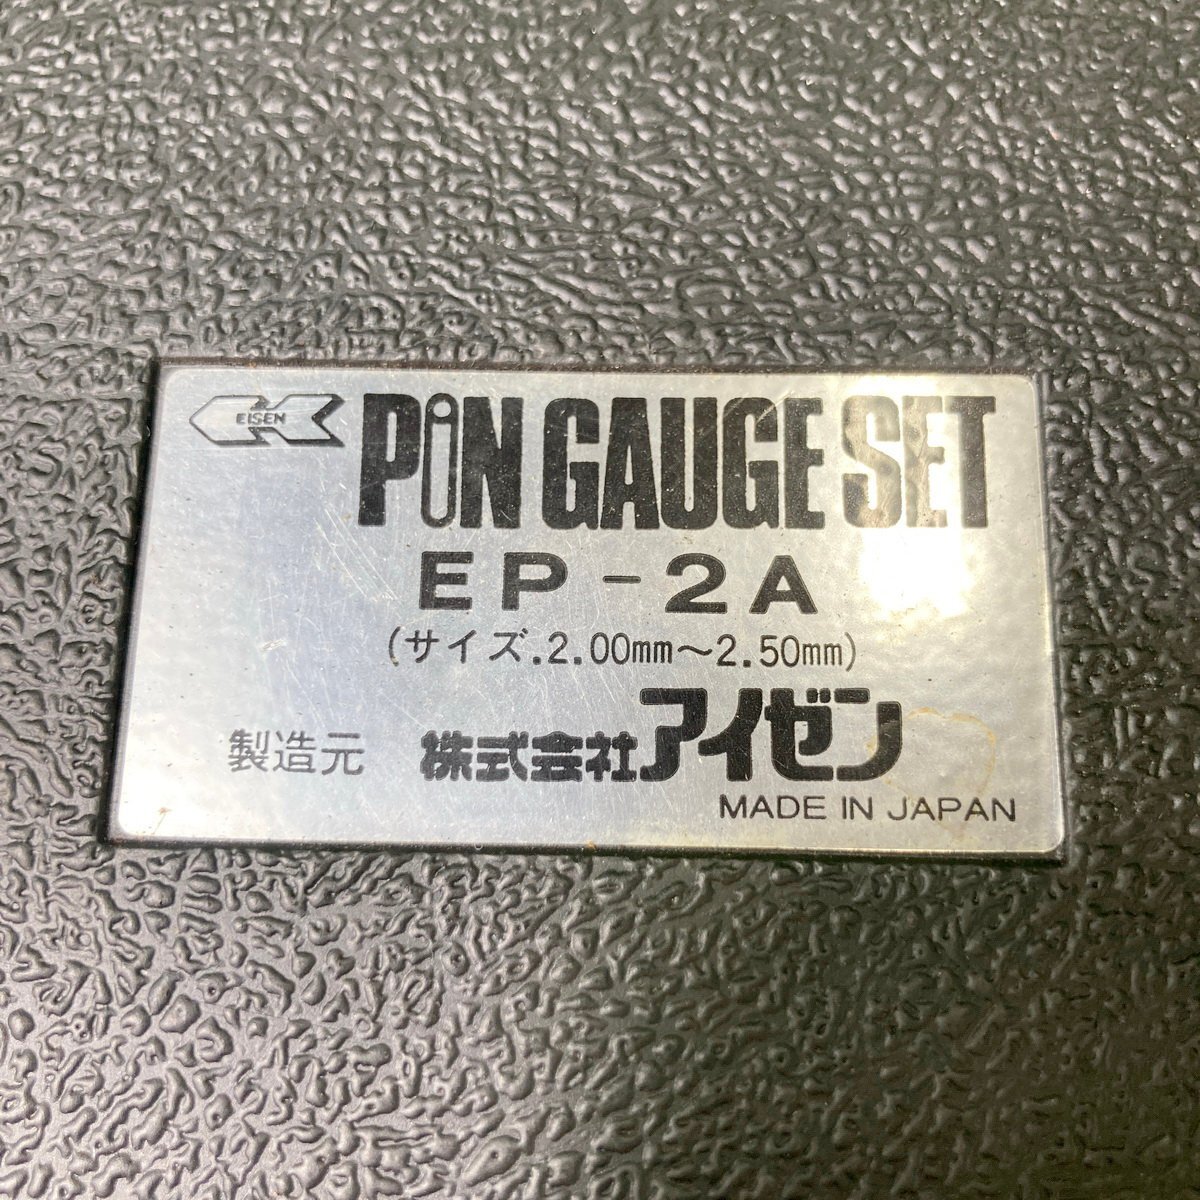 EISEN
PiN GAUGE SET
EP-2A
(サイズ.2.00mm～2.50mm)
製造元 株式会社アイゼン
MADE IN JAPAN